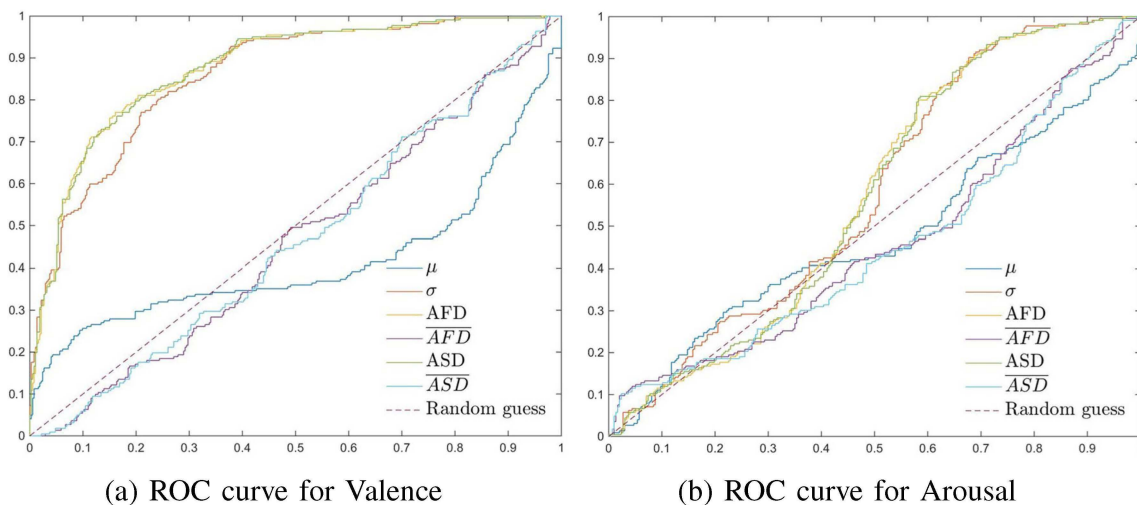 1
0.9
0.8
0.7
0.6
0.5
0.4
0.3
0.2
0.1
0
0 0.1 0.2 0.3 0.4 0.5 0.6 0.7 0.8 0.9 1
μ
σ
AFD
A̅F̅D̅
ASD
A̅S̅D̅
Random guess
(a) ROC curve for Valence
1
0.9
0.8
0.7
0.6
0.5
0.4
0.3
0.2
0.1
0
0 0.1 0.2 0.3 0.4 0.5 0.6 0.7 0.8 0.9
μ
σ
AFD
A̅F̅D̅
ASD
A̅S̅D̅
Random guess
(b) ROC curve for Arousal